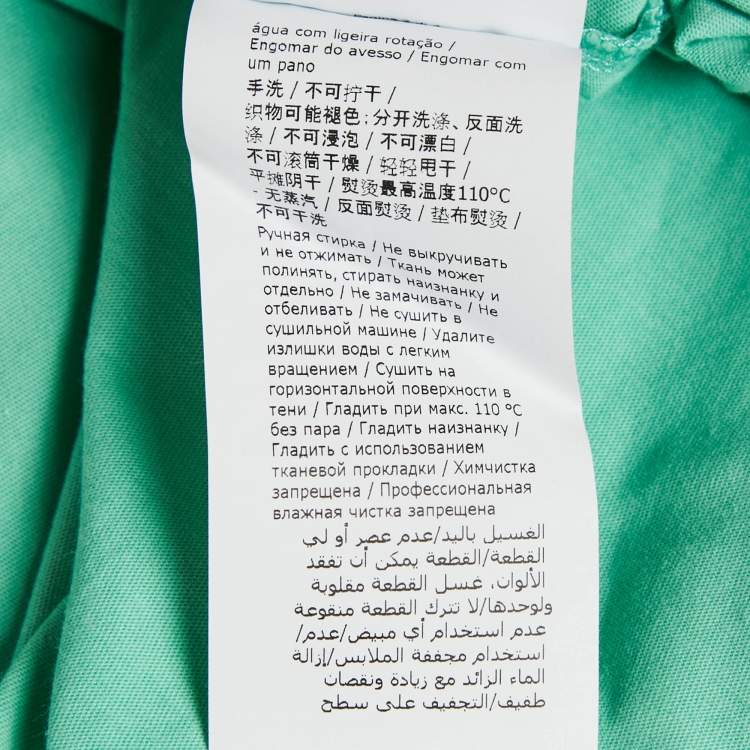 água com ligeira rotação /
Engomar do avesso / Engomar com
um pano
手洗 / 不可拧干 /
织物可能褪色；分开洗涤、反面洗
涤 / 不可浸泡 / 不可漂白 /
不可滚筒干燥 / 轻轻甩干 /
平摊阴干 / 熨烫最高温度110°C
- 无蒸汽 / 反面熨烫 / 垫布熨烫 /
不可干洗
Ручная стирка / Не выкручивать
и не отжимать / Ткань может
полинять, стирать наизнанку и
отдельно / Не замачивать / Не
отбеливать / Не сушить в
сушильной машине / Удалите
излишки воды с легким
вращением / Сушить на
горизонтальной поверхности в
тени / Гладить при макс. 110 °C
без пара / Гладить наизнанку /
Гладить с использованием
тканевой прокладки / Химчистка
запрещена / Профессиональная
влажная чистка запрещена
الغسيل باليد/عدم عصر أو لي
القطعة/القطعة يمكن أن تفقد
الألوان، غسل القطعة مقلوبة
ولوحدها/لا تترك القطعة منقوعة
عدم استخدام أي مبيض/عدم/
استخدام مجففة الملابس/إزالة
الماء الزائد مع زيادة ونقصان
طفيف/التجفيف على سطح